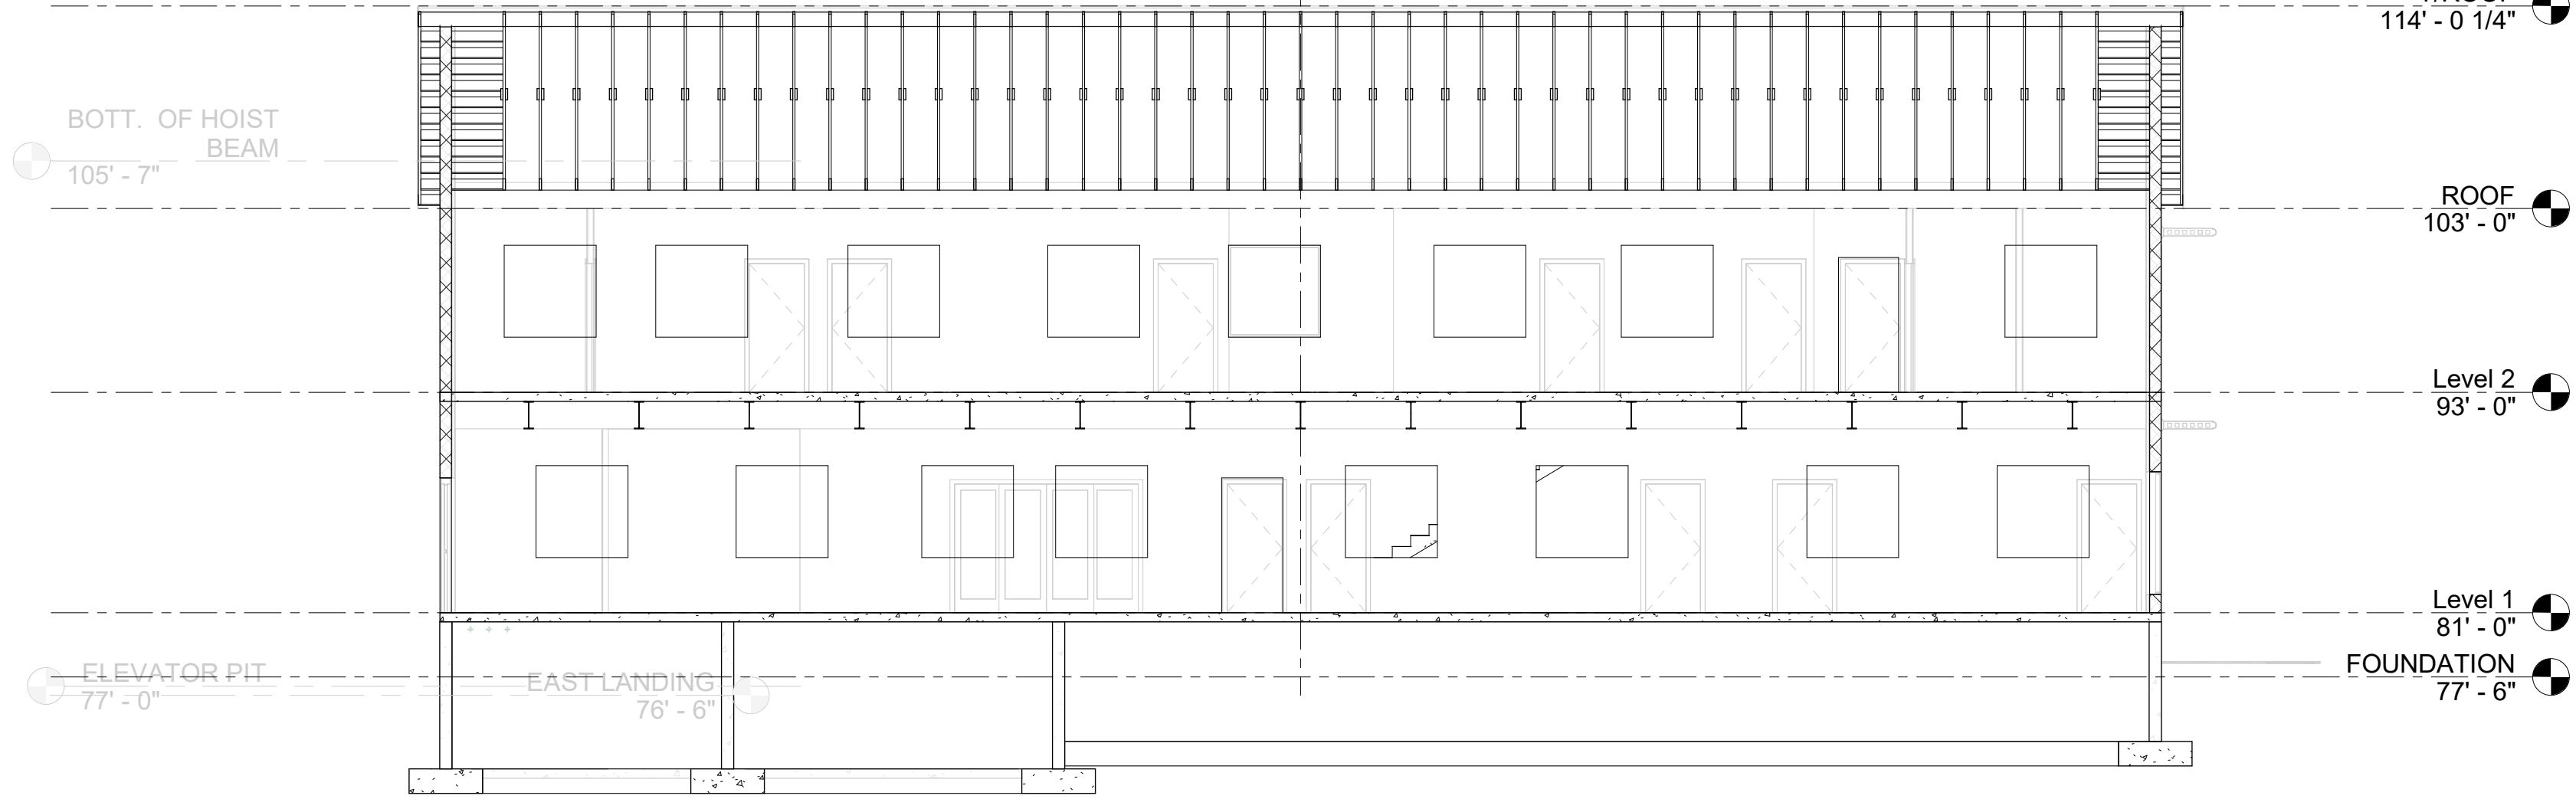 114' - 0 1/4"
BOTT. OF HOIST
BEAM
105' - 7"
ROOF
103' - 0"
Level 2
93' - 0"
Level 1
81' - 0"
FOUNDATION
77' - 6"
ELEVATOR PIT
77' - 0"
EAST LANDING
76' - 6"